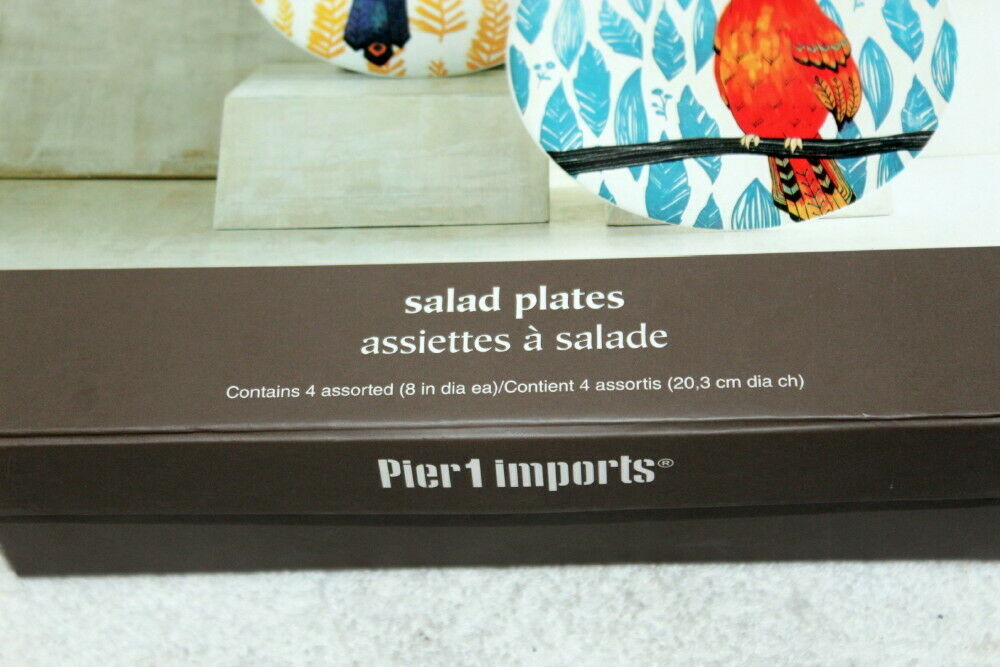 salad plates
assiettes à salade
Contains 4 assorted (8 in dia ea)/Contient 4 assortis (20,3 cm dia ch)
Pier1 imports®